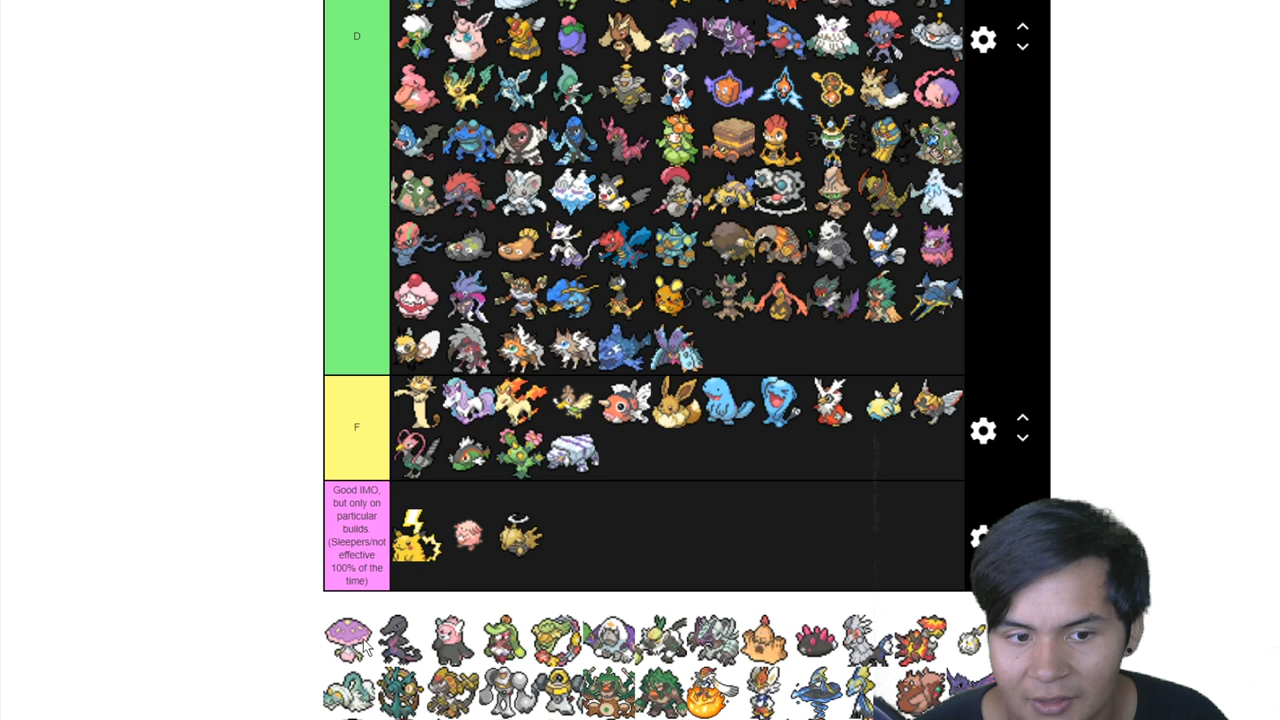 D
F
Good IMO,
but only on
particular
builds.
(Sleepers/not
effective
100% of the
time)